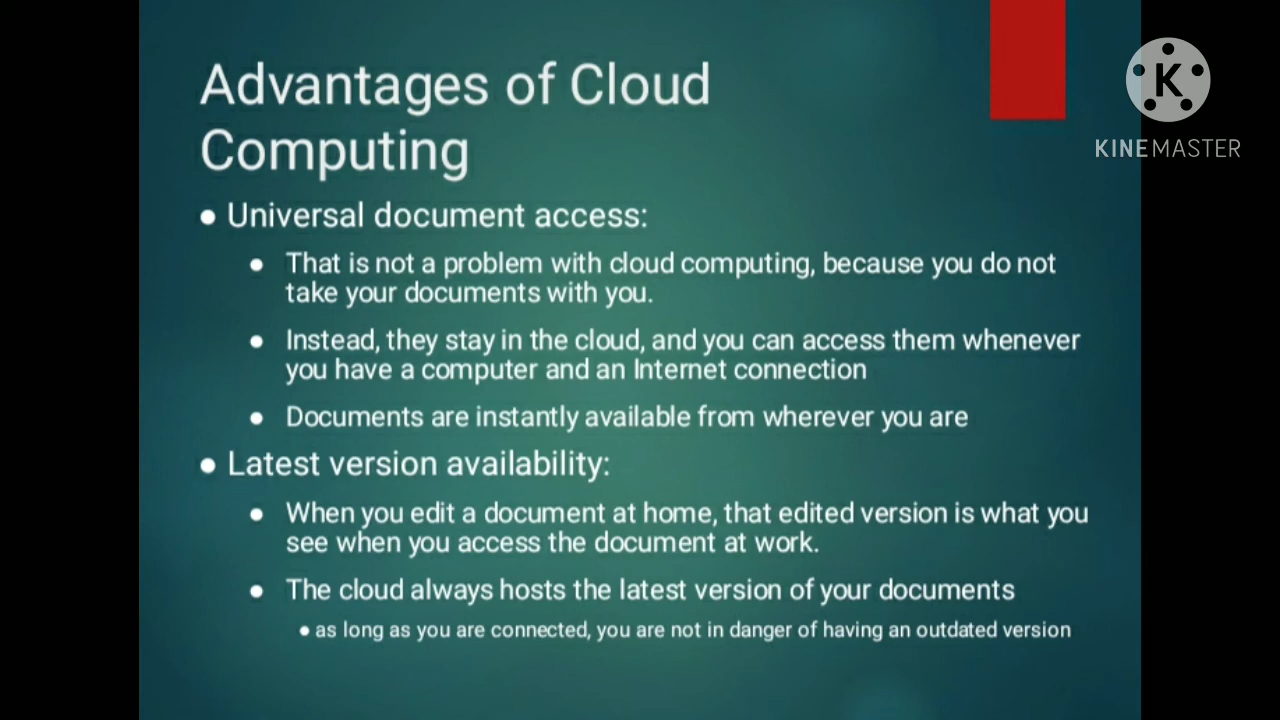 Advantages of Cloud
Computing
● Universal document access:
● That is not a problem with cloud computing, because you do not
take your documents with you.
● Instead, they stay in the cloud, and you can access them whenever
you have a computer and an Internet connection
● Documents are instantly available from wherever you are
● Latest version availability:
● When you edit a document at home, that edited version is what you
see when you access the document at work.
● The cloud always hosts the latest version of your documents
● as long as you are connected, you are not in danger of having an outdated version
K
KINEMASTER